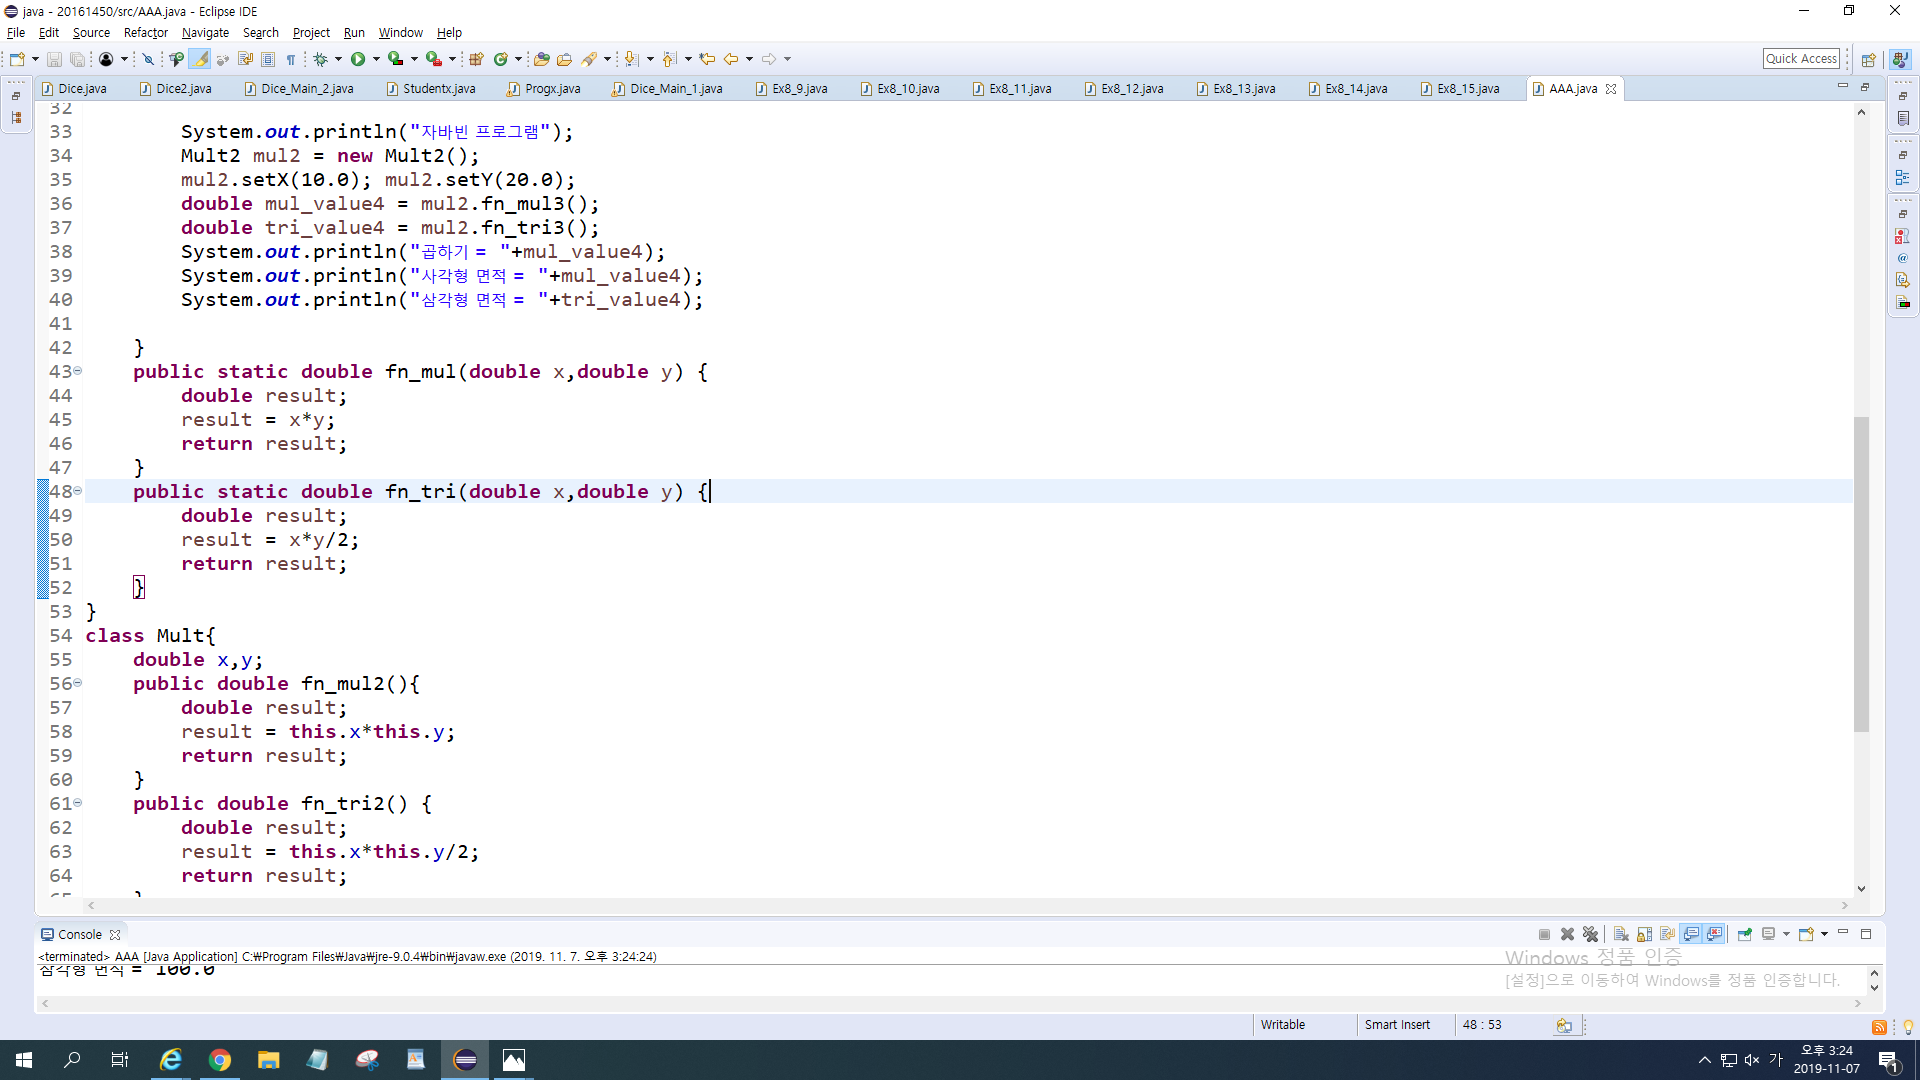 java - 20161450/src/AAA.java - Eclipse IDE
File Edit Source Refactor Navigate Search Project Run Window Help
Quick Access
Dice.java Dice2.java Dice_Main_2.java Studentx.java Progx.java Dice_Main_1.java Ex8_9.java Ex8_10.java Ex8_11.java Ex8_12.java Ex8_13.java Ex8_14.java Ex8_15.java AAA.java
32
33 System.out.println("자바빈 프로그램");
34 Mult2 mul2 = new Mult2();
35 mul2.setX(10.0); mul2.setY(20.0);
36 double mul_value4 = mul2.fn_mul3();
37 double tri_value4 = mul2.fn_tri3();
38 System.out.println("곱하기 = "+mul_value4);
39 System.out.println("사각형 면적 = "+mul_value4);
40 System.out.println("삼각형 면적 = "+tri_value4);
41
42 }
43 public static double fn_mul(double x,double y) {
44 double result;
45 result = x*y;
46 return result;
47 }
48 public static double fn_tri(double x,double y) {
49 double result;
50 result = x*y/2;
51 return result;
52 }
53 }
54 class Mult{
55 double x,y;
56 public double fn_mul2(){
57 double result;
58 result = this.x*this.y;
59 return result;
60 }
61 public double fn_tri2() {
62 double result;
63 result = this.x*this.y/2;
64 return result;
65 }
Console
<terminated> AAA [Java Application] C:₩Program Files₩Java₩jre-9.0.4₩bin₩javaw.exe (2019. 11. 7. 오후 3:24:24)
삼각형 면적 = 100.0
Windows 정품 인증
[설정]으로 이동하여 Windows를 정품 인증합니다.
Writable Smart Insert 48 : 53
가 오후 3:24
2019-11-07
1